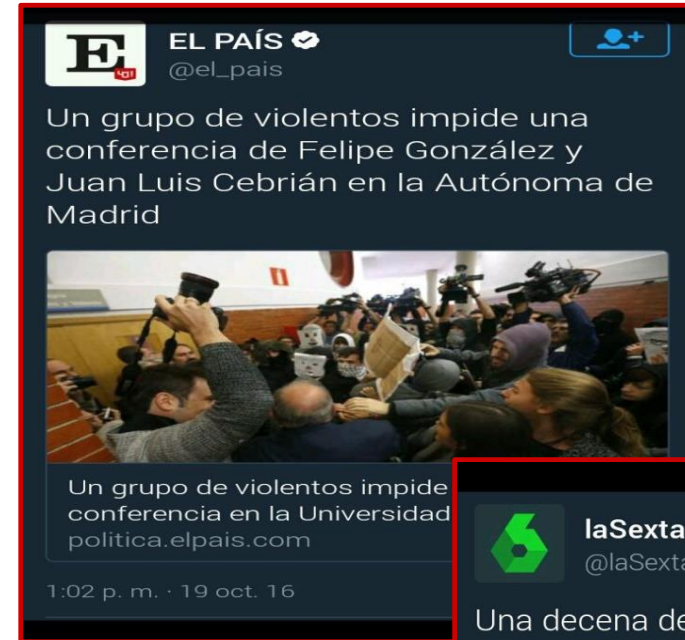 EL PAÍS
@el_pais
Un grupo de violentos impide una
conferencia de Felipe González y
Juan Luis Cebrián en la Autónoma de
Madrid
Un grupo de violentos impide
conferencia en la Universidad
politica.elpais.com
1:02 p. m. · 19 oct. 16
laSexta
@laSexta
Una decena de